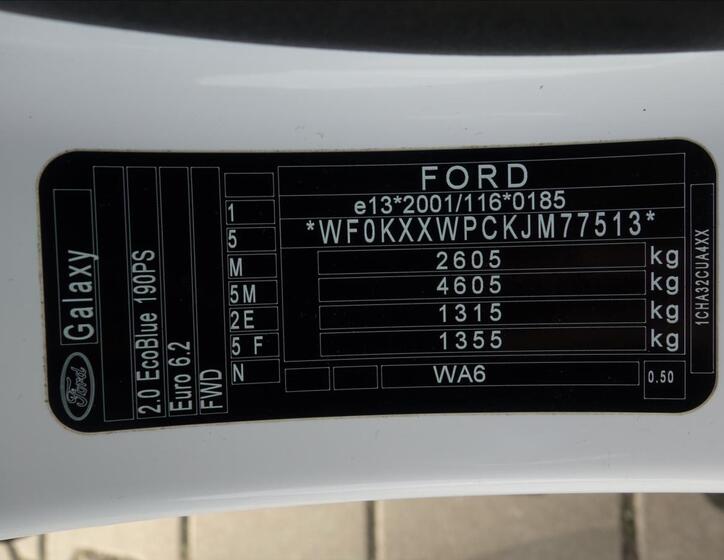 FORD
e13*2001/116*0185
*WF0KXXWPCKJM77513*
2605 kg
4605 kg
1315 kg
1355 kg
WA6
0.50
1
5
M
5M
2E
5 F
N
Ford
Galaxy
2.0 EcoBlue 190PS
Euro 6.2
FWD
1CHA32CUA4XX